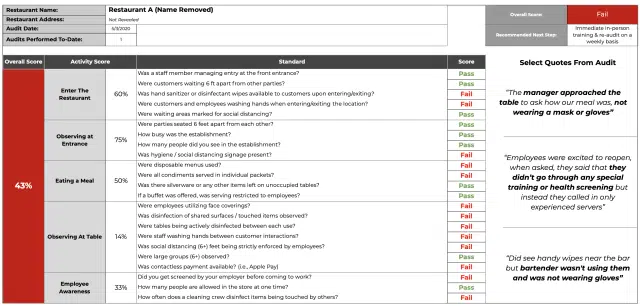 Restaurant Name: Restaurant A (Name Removed)
Restaurant Address: Not Revealed
Audit Date: 5/3/2020
Audits Performed To-Date: 1
Overall Score: Fail
Recommended Next Step: Immediate in-person training & re-audit on a weekly basis
Overall Score Activity Score Standard Score
43%
Enter The Restaurant 60%
Was a staff member managing entry at the front entrance? Pass
Were customers waiting 6 ft apart from other parties? Pass
Was hand sanitizer or disinfectant wipes available to customers upon entering/exiting? Fail
Were customers and employees washing hands when entering/exiting the location? Fail
Were waiting areas marked for social distancing? Pass
Observing at Entrance 75%
Were parties seated 6 feet apart from each other? Pass
How busy was the establishment? Pass
How many people did you see in the establishment? Pass
Was hygiene / social distancing signage present? Fail
Eating a Meal 50%
Were disposable menus used? Fail
Were all condiments served in individual packets? Fail
Was there silverware or any other items left on unoccupied tables? Pass
If a buffet was offered, was serving restricted to employees? Pass
Observing At Table 14%
Were employees utilizing face coverings? Fail
Was disinfection of shared surfaces / touched items observed? Fail
Were tables being actively disinfected between each use? Fail
Were staff washing hands between customer interactions? Fail
Was social distancing (6+) feet being strictly enforced by employees? Fail
Were large groups (6+) observed? Pass
Was contactless payment available? (i.e., Apple Pay) Fail
Employee Awareness 33%
Did you get screened by your employer before coming to work? Fail
How many people are allowed in the store at one time? Pass
How often does a cleaning crew disinfect items being touched by others? Fail
Select Quotes From Audit
"The manager approached the
table to ask how our meal was, not
wearing a mask or gloves"
"Employees were excited to reopen,
when asked, they said that they
didn't go through any special
training or health screening but
instead they called in only
experienced servers"
"Did see handy wipes near the bar
but bartender wasn't using them
and was not wearing gloves"